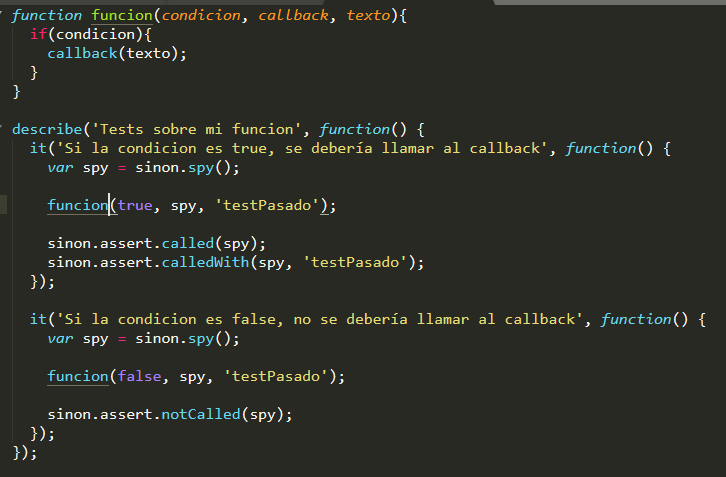 function funcion(condicion, callback, texto){
  if(condicion){
    callback(texto);
  }
}

describe('Tests sobre mi funcion', function() {
  it('Si la condicion es true, se debería llamar al callback', function() {
    var spy = sinon.spy();

    funcion(true, spy, 'testPasado');

    sinon.assert.called(spy);
    sinon.assert.calledWith(spy, 'testPasado');
  });

  it('Si la condicion es false, no se debería llamar al callback', function() {
    var spy = sinon.spy();

    funcion(false, spy, 'testPasado');

    sinon.assert.notCalled(spy);
  });
});